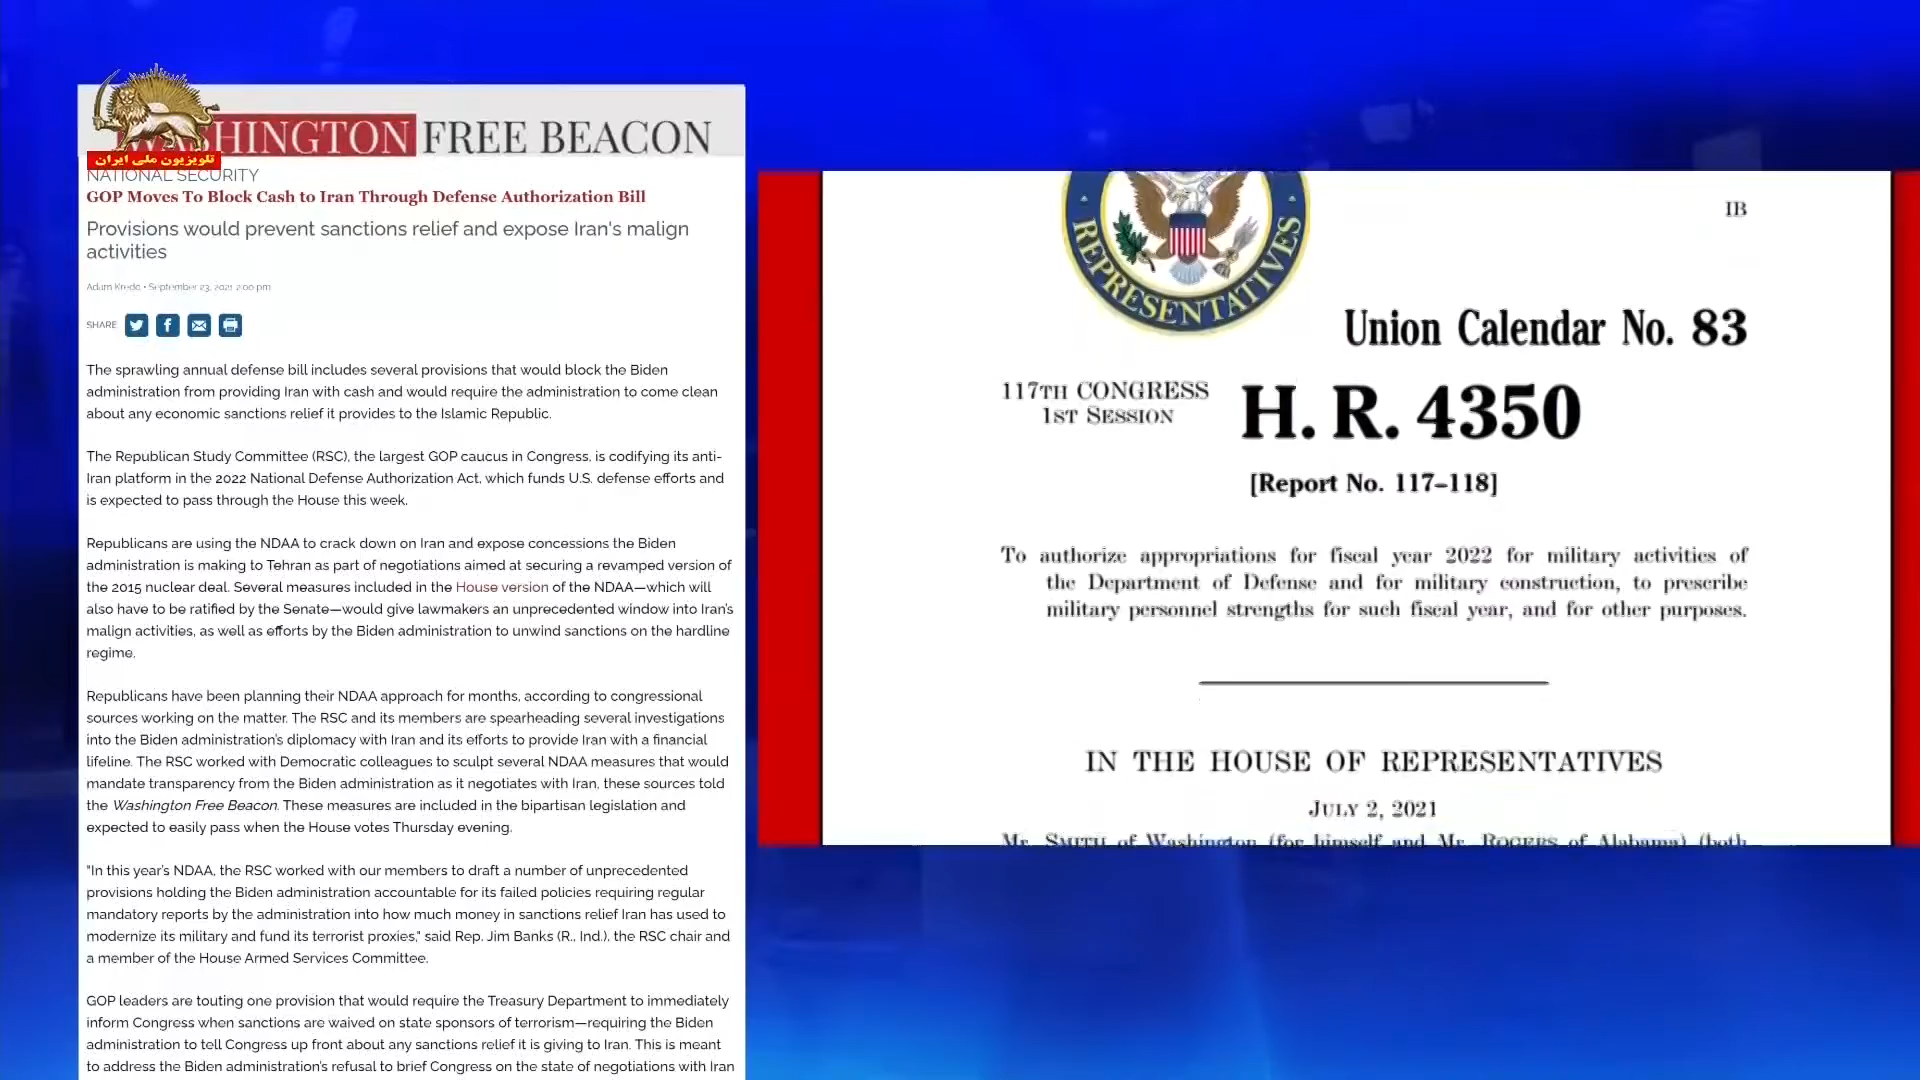 HINGTON FREE BEACON
تلویزیون ملی ایران
NATIONAL SECURITY
GOP Moves To Block Cash to Iran Through Defense Authorization Bill
Provisions would prevent sanctions relief and expose Iran's malign
activities
Adam Kredo • September 23, 2021 2:00 pm
SHARE
The sprawling annual defense bill includes several provisions that would block the Biden
administration from providing Iran with cash and would require the administration to come clean
about any economic sanctions relief it provides to the Islamic Republic.
The Republican Study Committee (RSC), the largest GOP caucus in Congress, is codifying its anti-
Iran platform in the 2022 National Defense Authorization Act, which funds U.S. defense efforts and
is expected to pass through the House this week.
Republicans are using the NDAA to crack down on Iran and expose concessions the Biden
administration is making to Tehran as part of negotiations aimed at securing a revamped version of
the 2015 nuclear deal. Several measures included in the House version of the NDAA—which will
also have to be ratified by the Senate—would give lawmakers an unprecedented window into Iran's
malign activities, as well as efforts by the Biden administration to unwind sanctions on the hardline
regime.
Republicans have been planning their NDAA approach for months, according to congressional
sources working on the matter. The RSC and its members are spearheading several investigations
into the Biden administration's diplomacy with Iran and its efforts to provide Iran with a financial
lifeline. The RSC worked with Democratic colleagues to sculpt several NDAA measures that would
mandate transparency from the Biden administration as it negotiates with Iran, these sources told
the Washington Free Beacon. These measures are included in the bipartisan legislation and
expected to easily pass when the House votes Thursday evening.
"In this year's NDAA, the RSC worked with our members to draft a number of unprecedented
provisions holding the Biden administration accountable for its failed policies requiring regular
mandatory reports by the administration into how much money in sanctions relief Iran has used to
modernize its military and fund its terrorist proxies," said Rep. Jim Banks (R., Ind.), the RSC chair and
a member of the House Armed Services Committee.
GOP leaders are touting one provision that would require the Treasury Department to immediately
inform Congress when sanctions are waived on state sponsors of terrorism—requiring the Biden
administration to tell Congress up front about any sanctions relief it is giving to Iran. This is meant
to address the Biden administration's refusal to brief Congress on the state of negotiations with Iran
REPRESENTATIVES
IB
Union Calendar No. 83
117TH CONGRESS
1ST SESSION
H. R. 4350
[Report No. 117–118]
To authorize appropriations for fiscal year 2022 for military activities of
the Department of Defense and for military construction, to prescribe
military personnel strengths for such fiscal year, and for other purposes.
IN THE HOUSE OF REPRESENTATIVES
JULY 2, 2021
Mr. SMITH of Washington (for himself and Mr. ROGERS of Alabama) (both